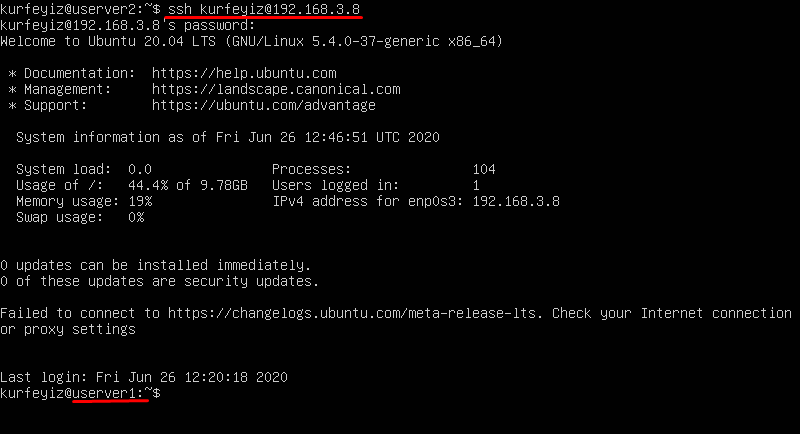 kurfeyiz@userver2:~$ ssh kurfeyiz@192.168.3.8
kurfeyiz@192.168.3.8's password:
Welcome to Ubuntu 20.04 LTS (GNU/Linux 5.4.0-37-generic x86_64)

 * Documentation:  https://help.ubuntu.com
 * Management:     https://landscape.canonical.com
 * Support:        https://ubuntu.com/advantage

  System information as of Fri Jun 26 12:46:51 UTC 2020

  System load:  0.0               Processes:               104
  Usage of /:   44.4% of 9.78GB   Users logged in:         1
  Memory usage: 19%               IPv4 address for enp0s3: 192.168.3.8
  Swap usage:   0%

0 updates can be installed immediately.
0 of these updates are security updates.

Failed to connect to https://changelogs.ubuntu.com/meta-release-lts. Check your Internet connection
or proxy settings

Last login: Fri Jun 26 12:20:18 2020
kurfeyiz@userver1:~$